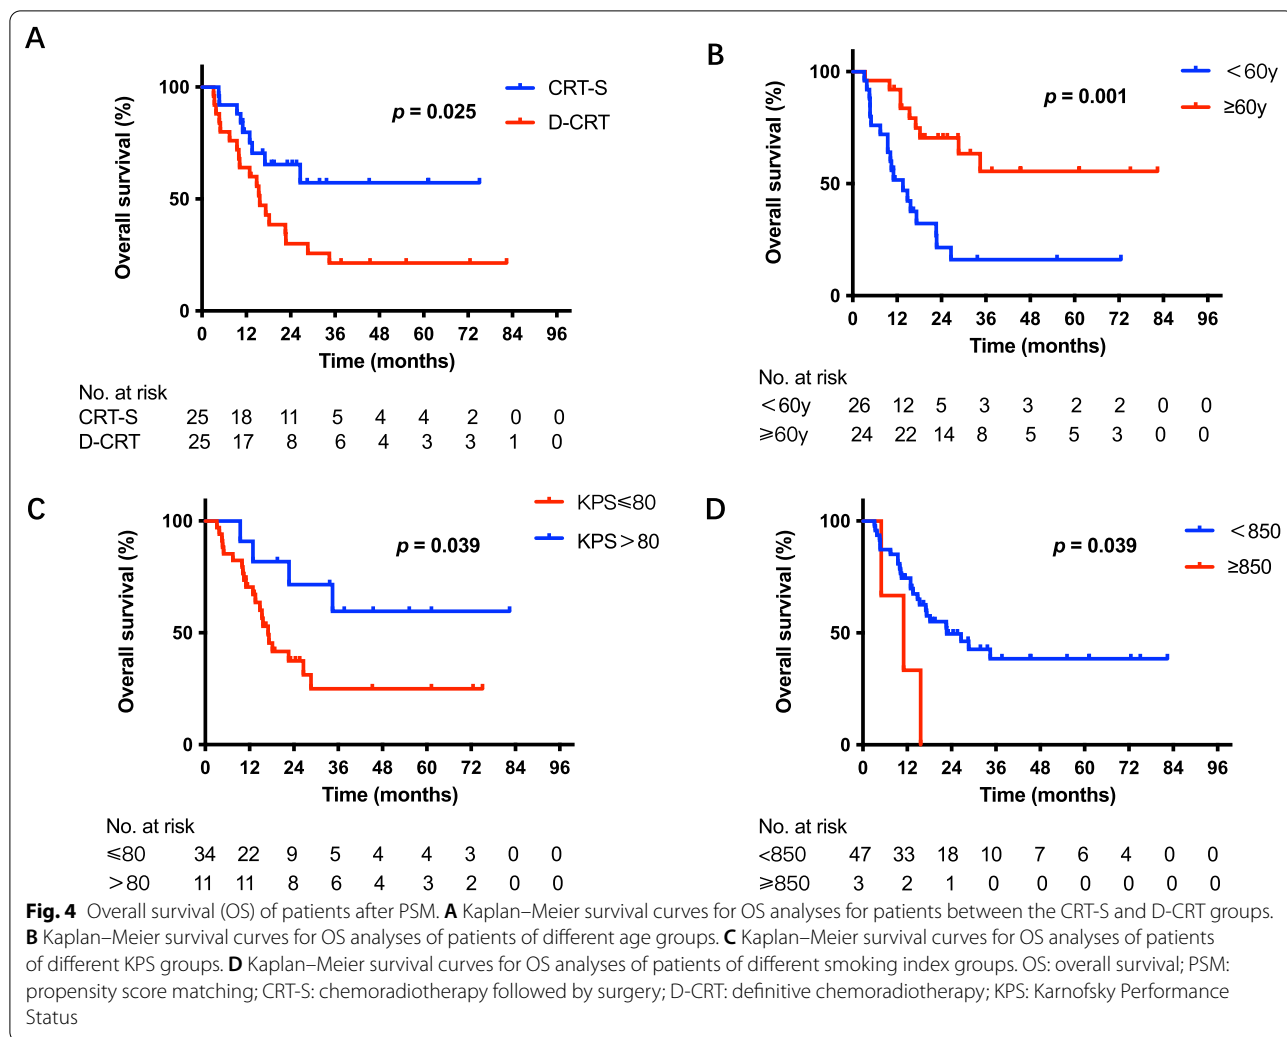 A
100
50
0
Overall survival (%)
p = 0.025
CRT-S
D-CRT
0 12 24 36 48 60 72 84 96
Time (months)
No. at risk
CRT-S 25 18 11 5 4 4 2 0 0
D-CRT 25 17 8 6 4 3 3 1 0
B
100
50
0
Overall survival (%)
p = 0.001
<60y
≥60y
0 12 24 36 48 60 72 84 96
Time (months)
No. at risk
<60y 26 12 5 3 3 2 2 0 0
≥60y 24 22 14 8 5 5 3 0 0
C
100
50
0
Overall survival (%)
p = 0.039
KPS≤80
KPS>80
0 12 24 36 48 60 72 84 96
Time (months)
No. at risk
≤80 34 22 9 5 4 4 3 0 0
>80 11 11 8 6 4 3 2 0 0
D
100
50
0
Overall survival (%)
p = 0.039
<850
≥850
0 12 24 36 48 60 72 84 96
Time (months)
No. at risk
<850 47 33 18 10 7 6 4 0 0
≥850 3 2 1 0 0 0 0 0 0
Fig. 4 Overall survival (OS) of patients after PSM. A Kaplan–Meier survival curves for OS analyses for patients between the CRT-S and D-CRT groups.
B Kaplan–Meier survival curves for OS analyses of patients of different age groups. C Kaplan–Meier survival curves for OS analyses of patients
of different KPS groups. D Kaplan–Meier survival curves for OS analyses of patients of different smoking index groups. OS: overall survival; PSM:
propensity score matching; CRT-S: chemoradiotherapy followed by surgery; D-CRT: definitive chemoradiotherapy; KPS: Karnofsky Performance
Status